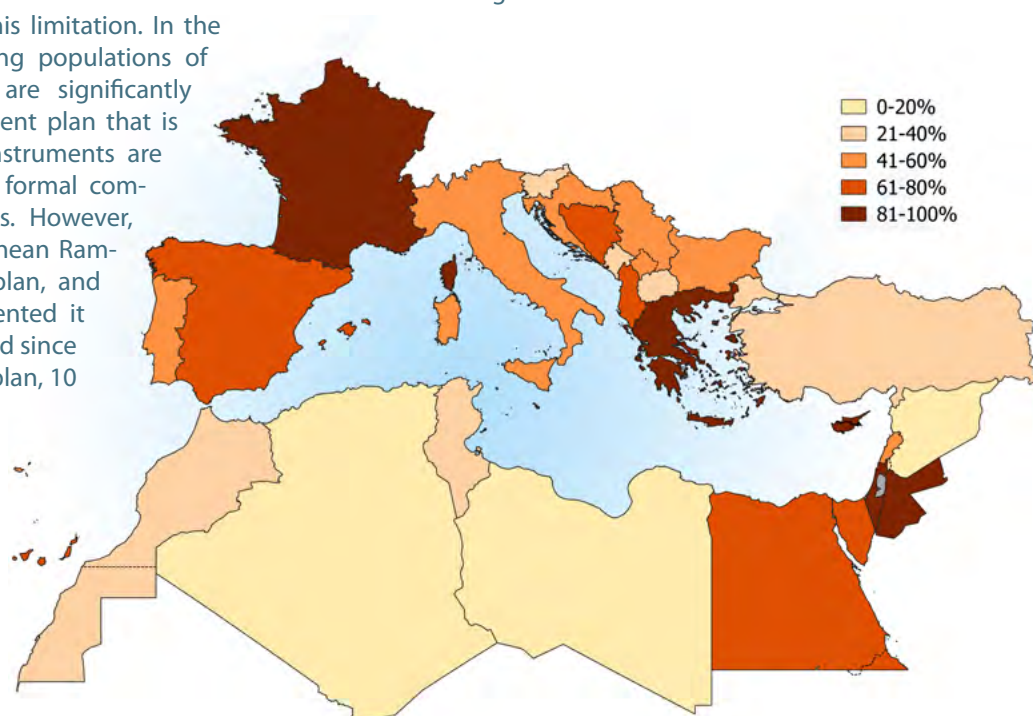 his limitation. In the
ng populations of
are significantly
ent plan that is
nstruments are
formal com-
s. However,
nean Ram-
plan, and
ented it
d since
plan, 10
0-20%
21-40%
41-60%
61-80%
81-100%